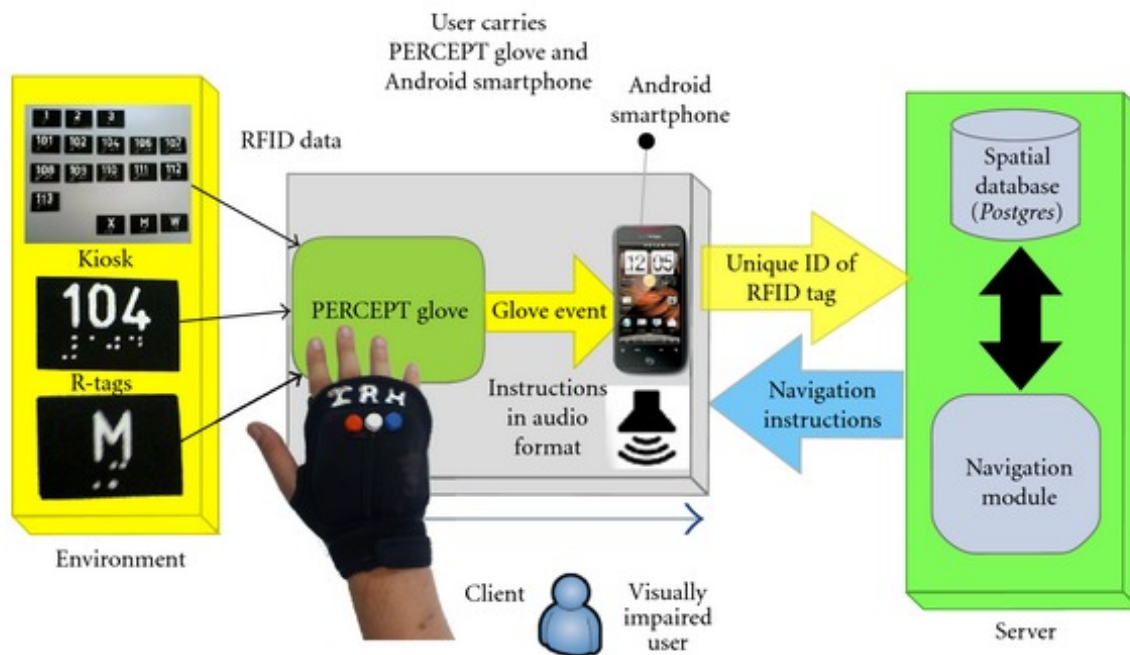 User carries
PERCEPT glove and
Android smartphone
Android
smartphone
RFID data
1 2 3
101 102 104 106 107
108 109 110 111 112
113
X M W
Kiosk
104
R-tags
M
Environment
PERCEPT glove
Glove event
12 05
Instructions
in audio
format
I R H
Client
Visually
impaired
user
Unique ID of
RFID tag
Navigation
instructions
Spatial
database
(Postgres)
Navigation
module
Server